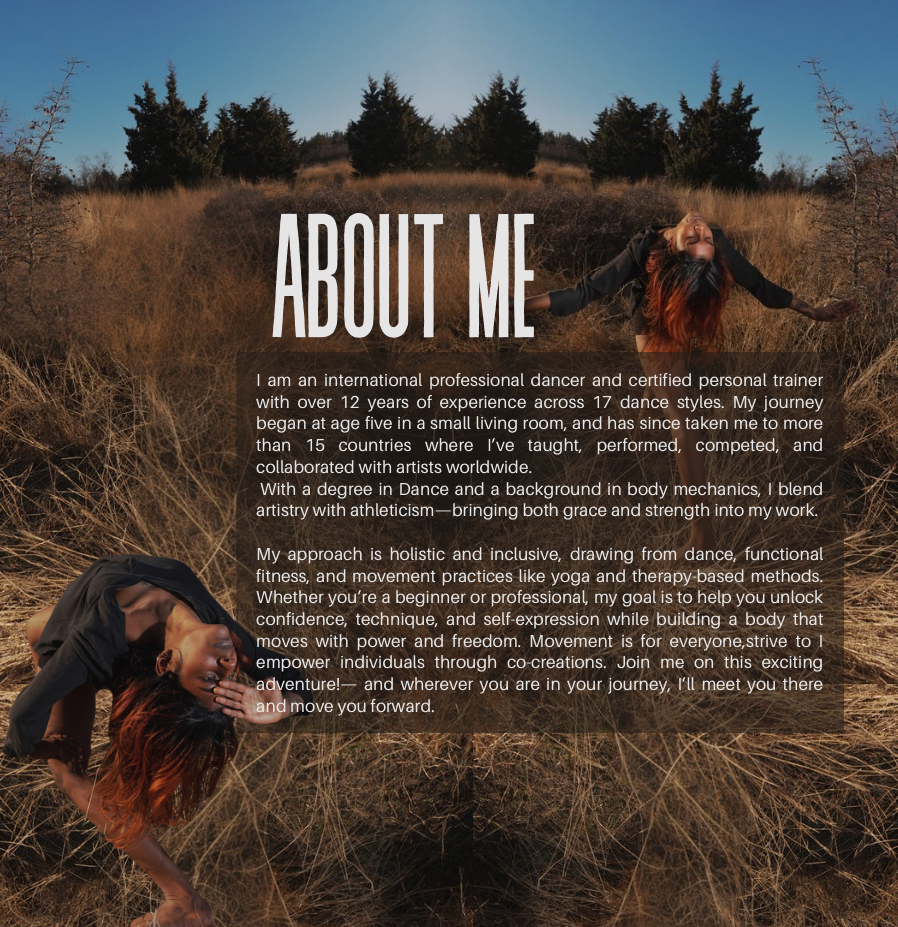 ABOUT ME
I am an international professional dancer and certified personal trainer
with over 12 years of experience across 17 dance styles. My journey
began at age five in a small living room, and has since taken me to more
than 15 countries where I’ve taught, performed, competed, and
collaborated with artists worldwide.
With a degree in Dance and a background in body mechanics, I blend
artistry with athleticism—bringing both grace and strength into my work.
My approach is holistic and inclusive, drawing from dance, functional
fitness, and movement practices like yoga and therapy-based methods.
Whether you’re a beginner or professional, my goal is to help you unlock
confidence, technique, and self-expression while building a body that
moves with power and freedom. Movement is for everyone,strive to I
empower individuals through co-creations. Join me on this exciting
adventure!— and wherever you are in your journey, I’ll meet you there
and move you forward.